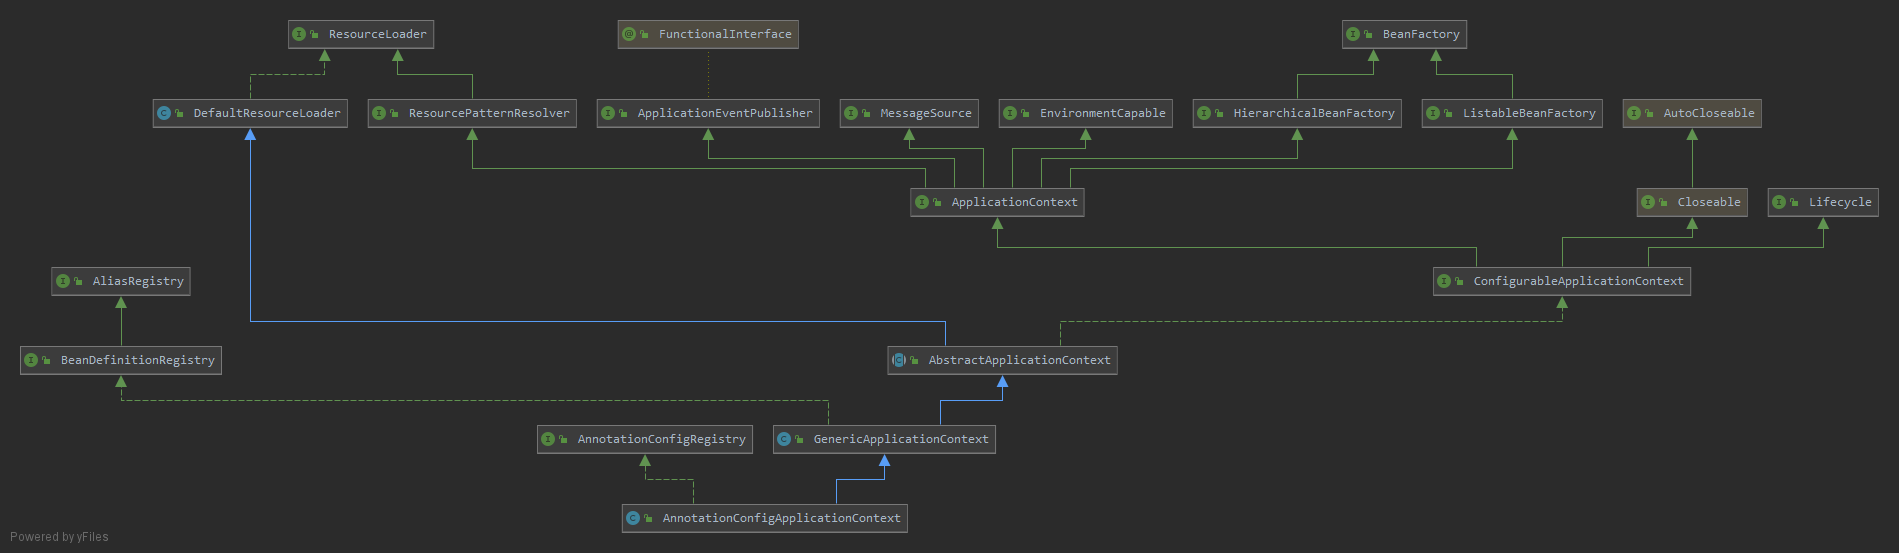 ResourceLoader
FunctionalInterface
BeanFactory
DefaultResourceLoader
ResourcePatternResolver
ApplicationEventPublisher
MessageSource
EnvironmentCapable
HierarchicalBeanFactory
ListableBeanFactory
AutoCloseable
ApplicationContext
Closeable
Lifecycle
AliasRegistry
ConfigurableApplicationContext
BeanDefinitionRegistry
AbstractApplicationContext
AnnotationConfigRegistry
GenericApplicationContext
AnnotationConfigApplicationContext
Powered by yFiles